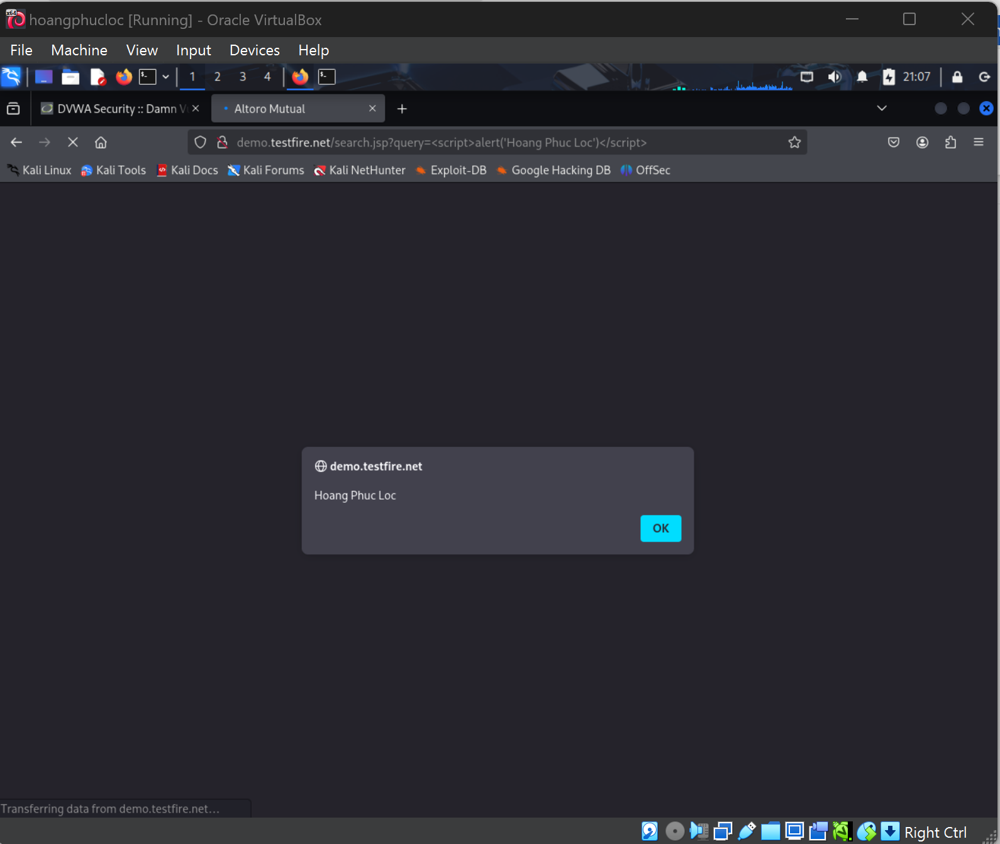 hoangphucloc [Running] - Oracle VirtualBox
File Machine View Input Devices Help
1 2 3 4 21:07
DVWA Security :: Damn Altoro Mutual
demo.testfire.net/search.jsp?query=<script>alert('Hoang Phuc Loc')</script>
Kali Linux Kali Tools Kali Docs Kali Forums Kali NetHunter Exploit-DB Google Hacking DB OffSec
demo.testfire.net
Hoang Phuc Loc
OK
Transferring data from demo.testfire.net…
Right Ctrl